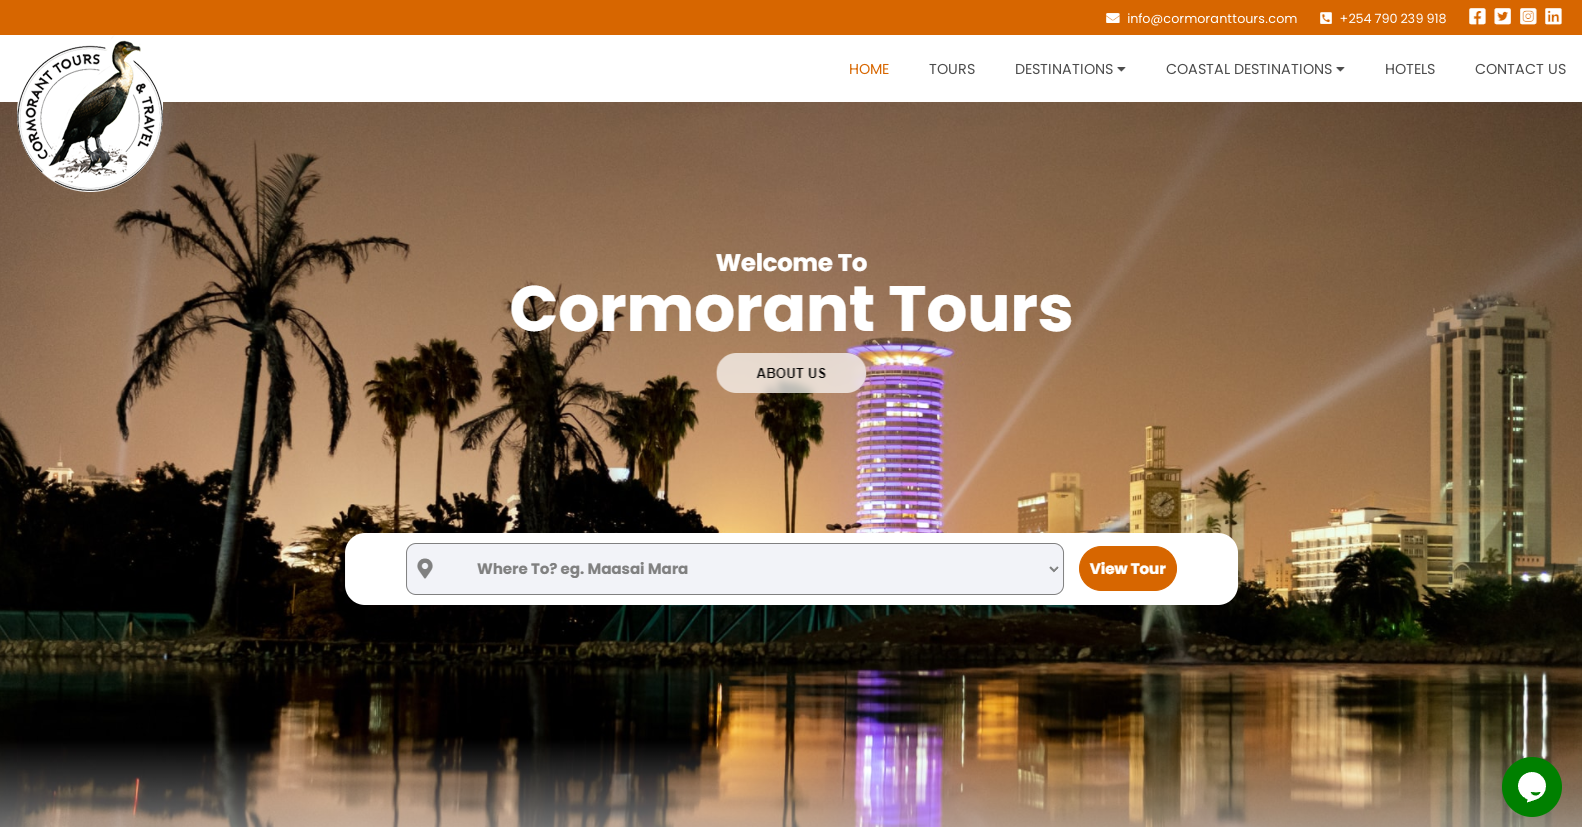 info@cormoranttours.com +254 790 239 918
CORMORANT TOURS & TRAVEL
HOME TOURS DESTINATIONS COASTAL DESTINATIONS HOTELS CONTACT US
Welcome To
Cormorant Tours
ABOUT US
Where To? eg. Maasai Mara View Tour